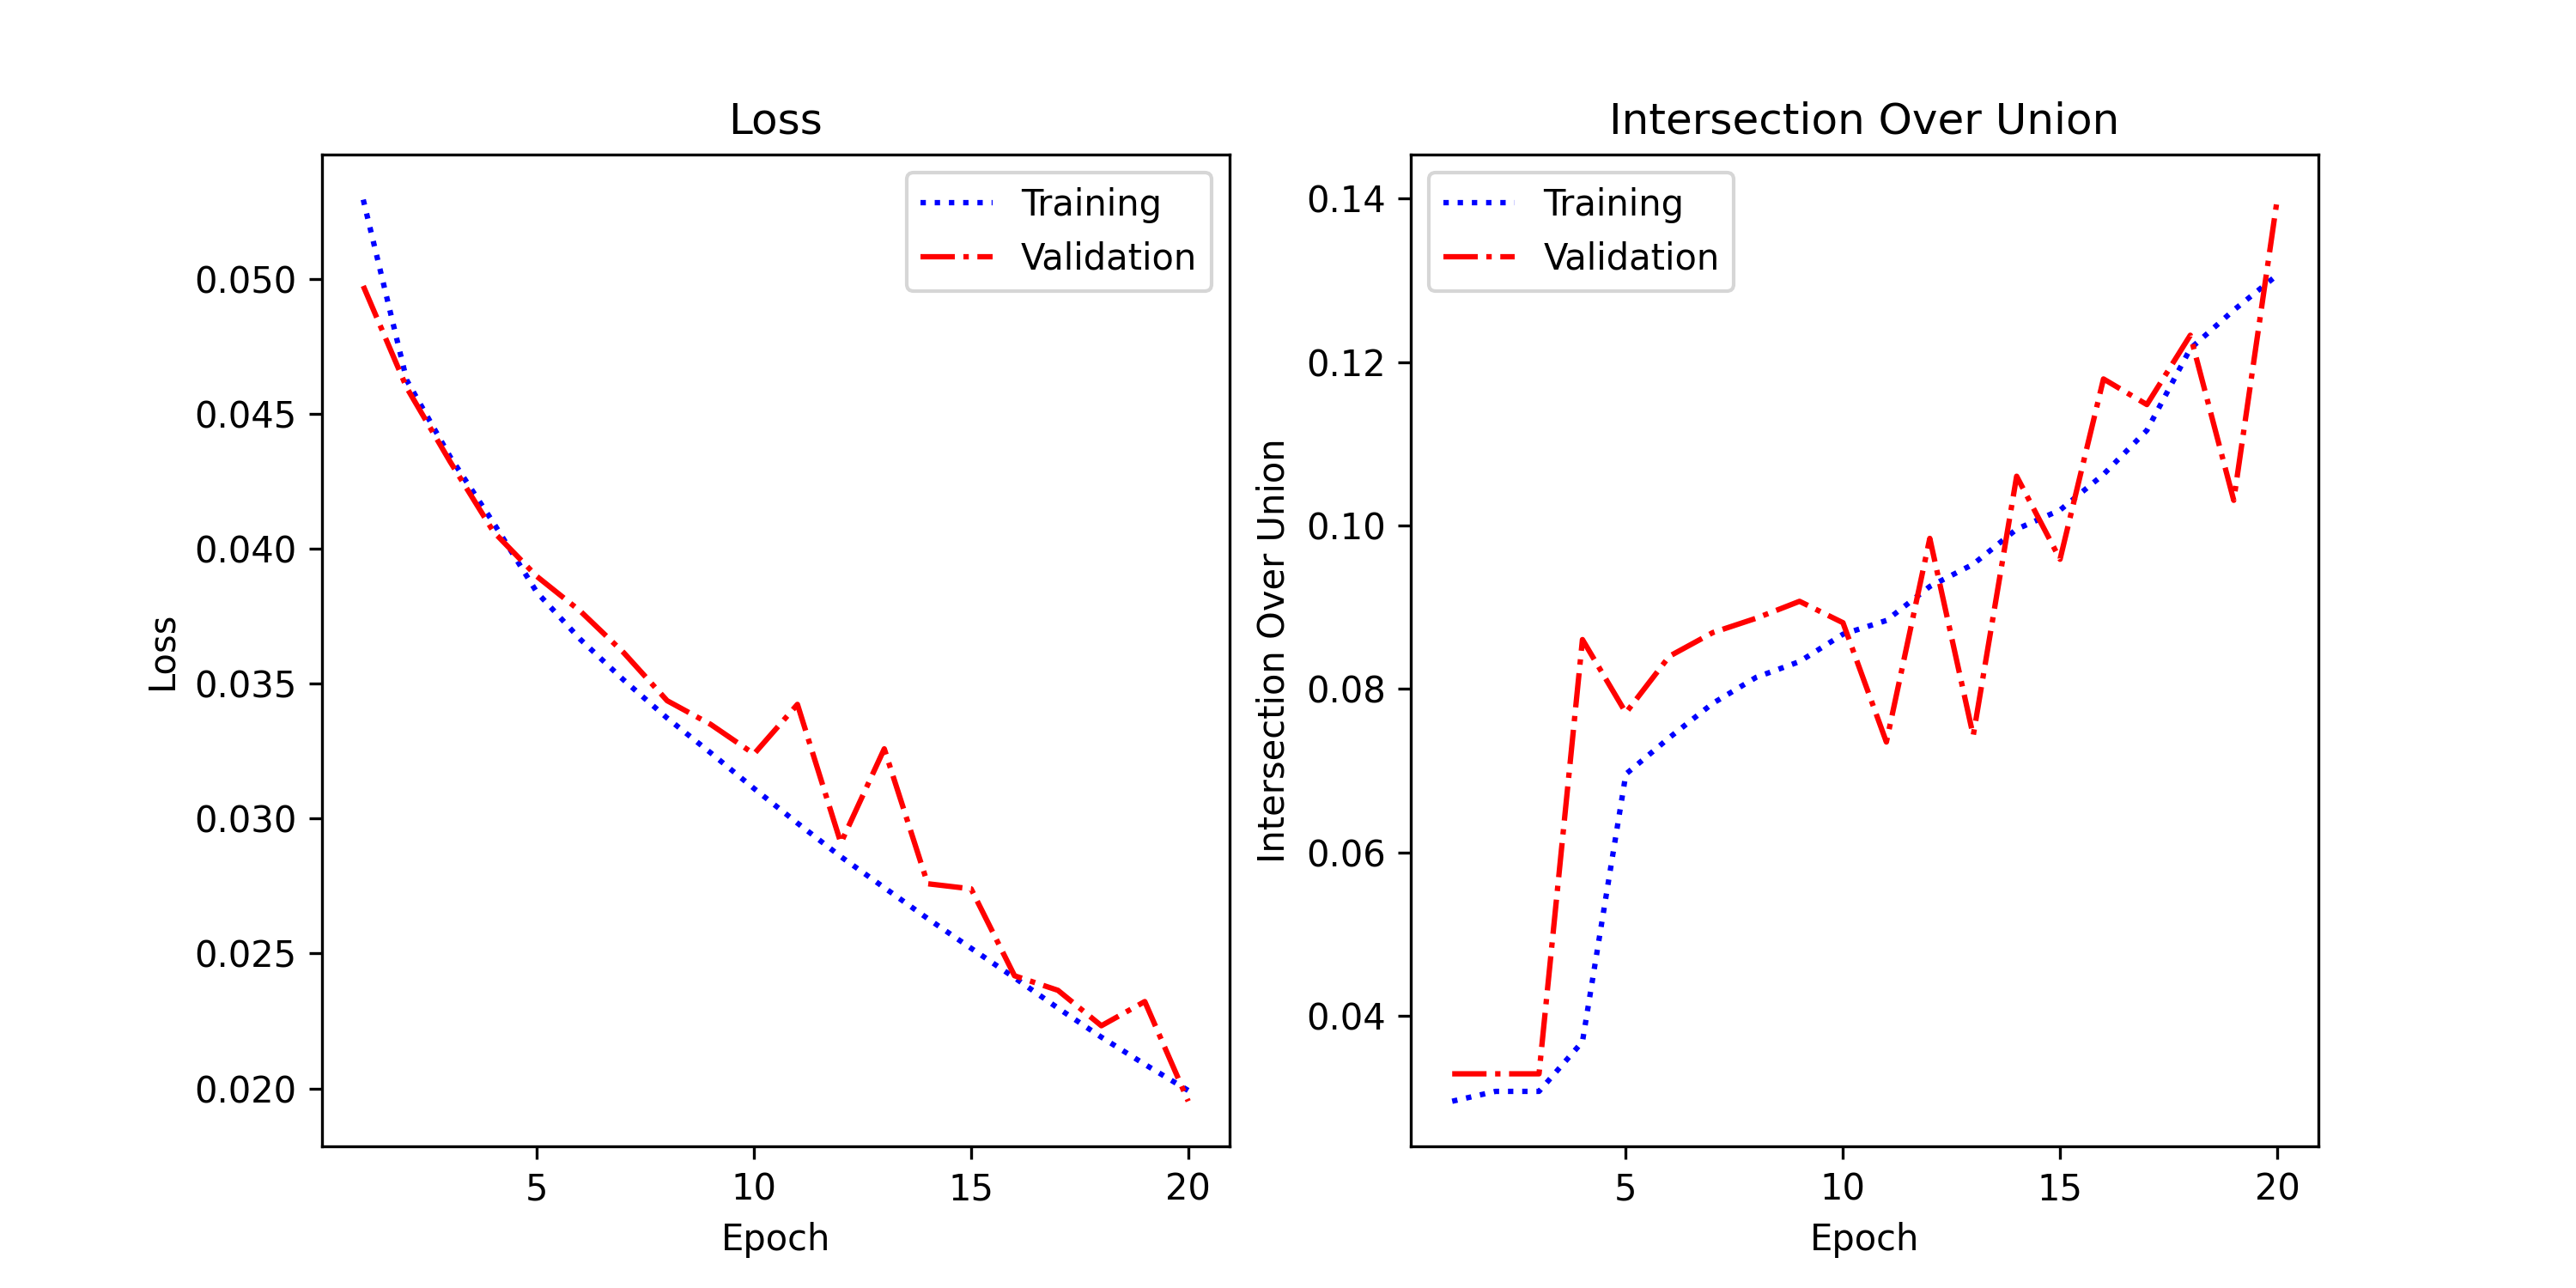 Loss
Training
Validation
0.050
0.045
0.040
0.035
0.030
0.025
0.020
Loss
5 10 15 20
Epoch
Intersection Over Union
Training
Validation
0.14
0.12
0.10
0.08
0.06
0.04
Intersection Over Union
5 10 15 20
Epoch